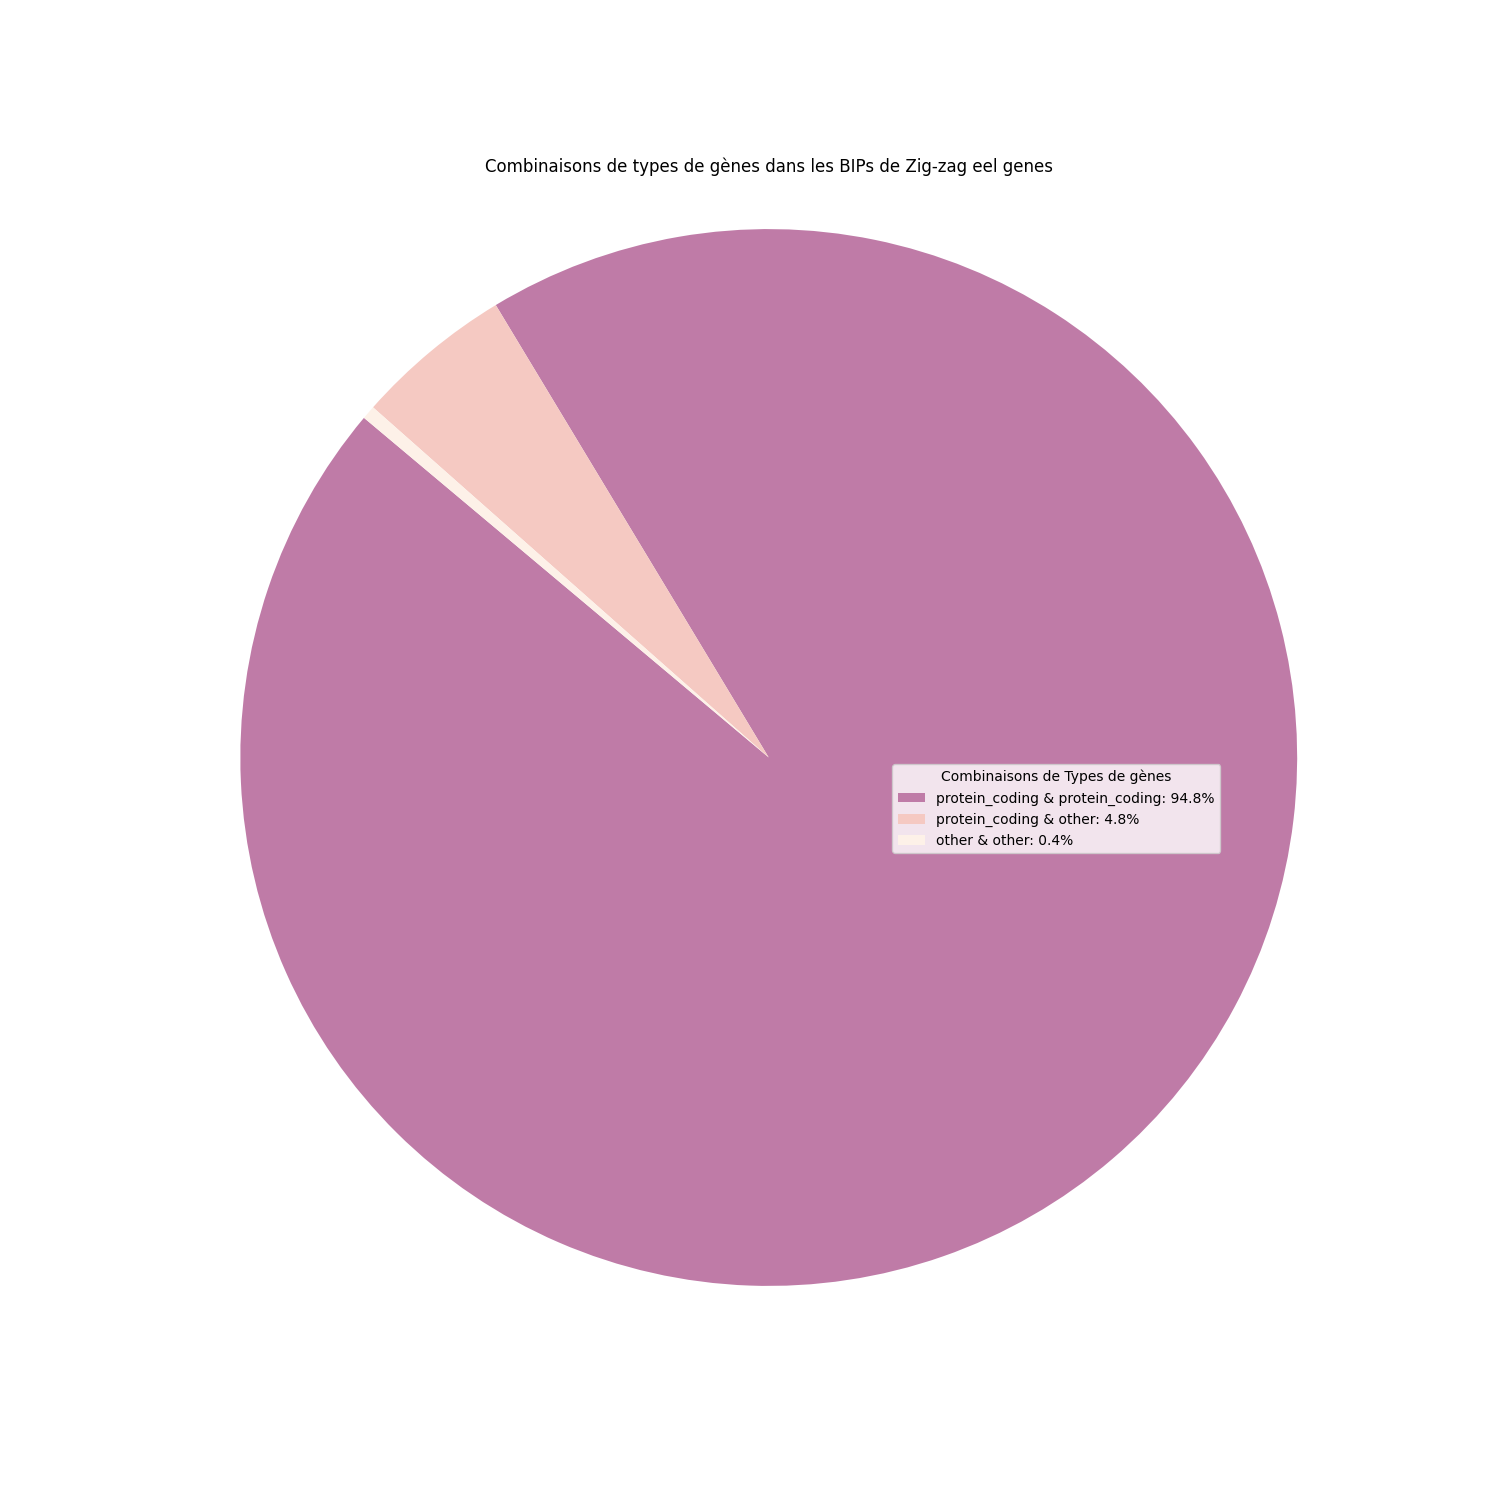 Combinaisons de types de gènes dans les BIPs de Zig-zag eel genes
Combinaisons de Types de gènes
protein_coding & protein_coding: 94.8%
protein_coding & other: 4.8%
other & other: 0.4%